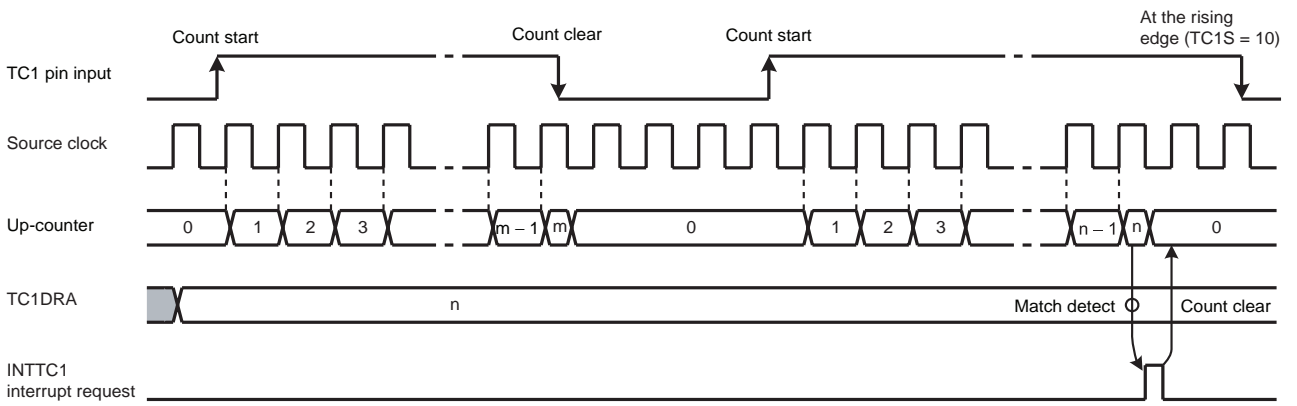 At the rising
edge (TC1S = 10)
Count start
Count clear
Count start
TC1 pin input
Source clock
Up-counter
0 1 2 3 m – 1 m 0 1 2 3 n – 1 n 0
TC1DRA
n
Match detect
Count clear
INTTC1
interrupt request